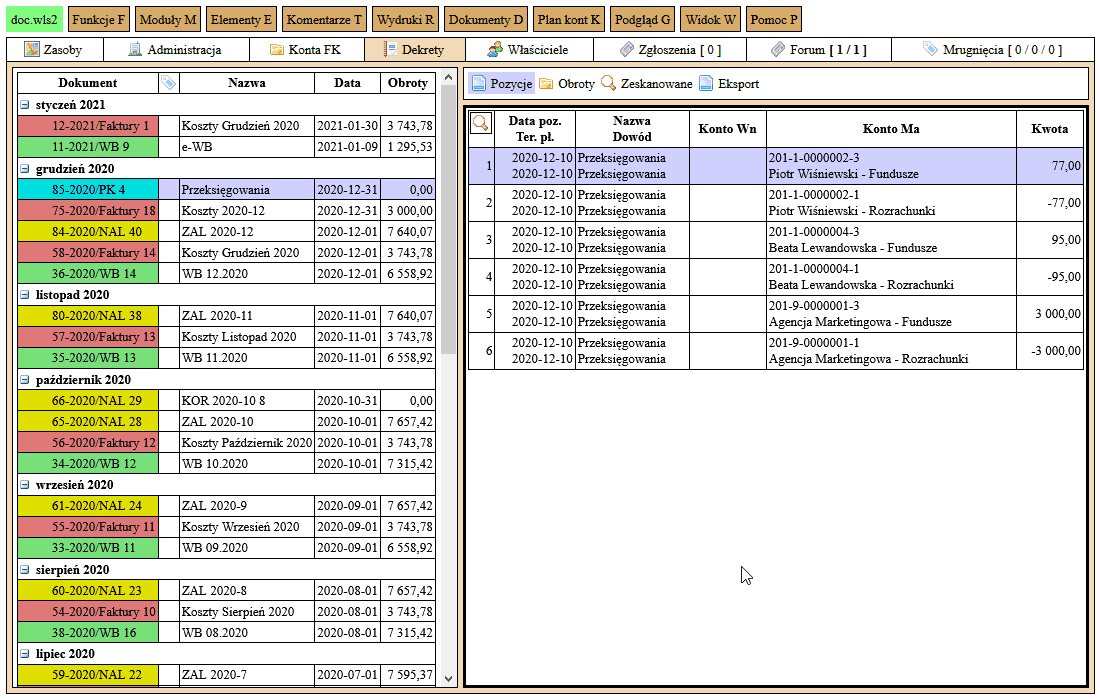 doc.wls2 Funkcje F Moduły M Elementy E Komentarze T Wydruki R Dokumenty D Plan kont K Podgląd G Widok W Pomoc P
Zasoby Administracja Konta FK Dekrety Właściciele Zgłoszenia [ 0 ] Forum [ 1 / 1 ] Mrugnięcia [ 0 / 0 / 0 ]
Dokument Nazwa Data Obroty
styczeń 2021
12-2021/Faktury 1 Koszty Grudzień 2020 2021-01-30 3 743,78
11-2021/WB 9 e-WB 2021-01-09 1 295,53
grudzień 2020
85-2020/PK 4 Przeksięgowania 2020-12-31 0,00
75-2020/Faktury 18 Koszty 2020-12 2020-12-31 3 000,00
84-2020/NAL 40 ZAL 2020-12 2020-12-01 7 640,07
58-2020/Faktury 14 Koszty Grudzień 2020 2020-12-01 3 743,78
36-2020/WB 14 WB 12.2020 2020-12-01 6 558,92
listopad 2020
80-2020/NAL 38 ZAL 2020-11 2020-11-01 7 640,07
57-2020/Faktury 13 Koszty Listopad 2020 2020-11-01 3 743,78
35-2020/WB 13 WB 11.2020 2020-11-01 6 558,92
październik 2020
66-2020/NAL 29 KOR 2020-10 8 2020-10-31 0,00
65-2020/NAL 28 ZAL 2020-10 2020-10-01 7 657,42
56-2020/Faktury 12 Koszty Październik 2020 2020-10-01 3 743,78
34-2020/WB 12 WB 10.2020 2020-10-01 7 315,42
wrzesień 2020
61-2020/NAL 24 ZAL 2020-9 2020-09-01 7 657,42
55-2020/Faktury 11 Koszty Wrzesień 2020 2020-09-01 3 743,78
33-2020/WB 11 WB 09.2020 2020-09-01 6 558,92
sierpień 2020
60-2020/NAL 23 ZAL 2020-8 2020-08-01 7 657,42
54-2020/Faktury 10 Koszty Sierpień 2020 2020-08-01 3 743,78
38-2020/WB 16 WB 08.2020 2020-08-01 7 315,42
lipiec 2020
59-2020/NAL 22 ZAL 2020-7 2020-07-01 7 595,37
Pozycje Obroty Zeskanowane Eksport
Data poz. Nazwa Konto Wn Konto Ma Kwota
Ter. pł. Dowód
1 2020-12-10 Przeksięgowania 201-1-0000002-3 77,00
2020-12-10 Przeksięgowania Piotr Wiśniewski - Fundusze
2 2020-12-10 Przeksięgowania 201-1-0000002-1 -77,00
2020-12-10 Przeksięgowania Piotr Wiśniewski - Rozrachunki
3 2020-12-10 Przeksięgowania 201-1-0000004-3 95,00
2020-12-10 Przeksięgowania Beata Lewandowska - Fundusze
4 2020-12-10 Przeksięgowania 201-1-0000004-1 -95,00
2020-12-10 Przeksięgowania Beata Lewandowska - Rozrachunki
5 2020-12-10 Przeksięgowania 201-9-0000001-3 3 000,00
2020-12-10 Przeksięgowania Agencja Marketingowa - Fundusze
6 2020-12-10 Przeksięgowania 201-9-0000001-1 -3 000,00
2020-12-10 Przeksięgowania Agencja Marketingowa - Rozrachunki